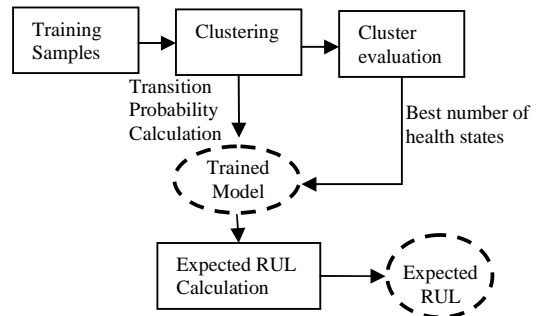 Training
Samples
Clustering
Cluster
evaluation
Transition
Probability
Calculation
Best number of
health states
Trained
Model
Expected RUL
Calculation
Expected
RUL